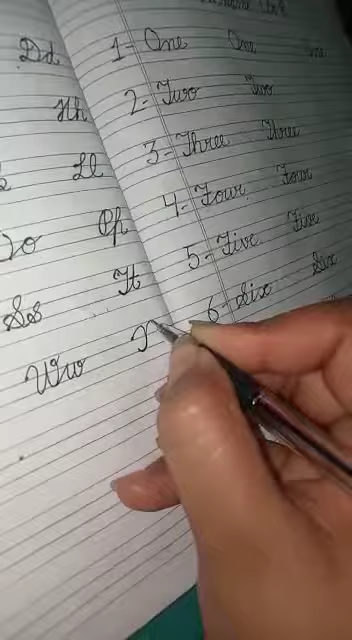 Dd
Hh
Ll
Pp
Ss Tt
Ww
1- One One One
2- Two Two
3- Three Three
4- Four Four
5- Five Five
6- Six Six